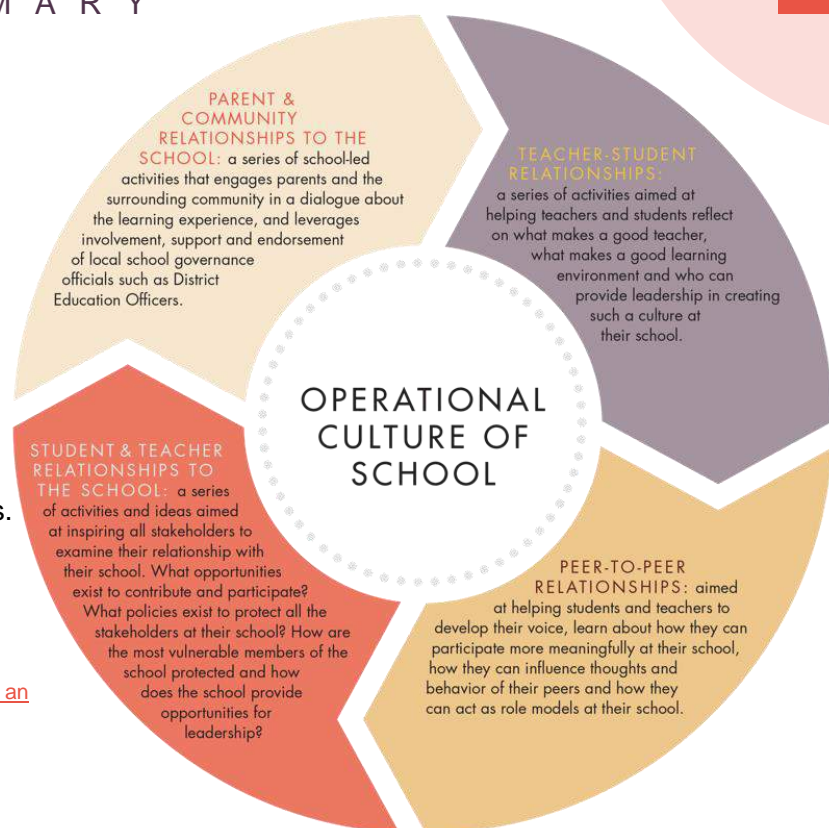 M A R Y
PARENT &
COMMUNITY
RELATIONSHIPS TO THE
SCHOOL: a series of school-led
activities that engages parents and the
surrounding community in a dialogue about
the learning experience, and leverages
involvement, support and endorsement
of local school governance
officials such as District
Education Officers.
TEACHER-STUDENT
RELATIONSHIPS:
a series of activities aimed at
helping teachers and students reflect
on what makes a good teacher,
what makes a good learning
environment and who can
provide leadership in creating
such a culture at
their school.
OPERATIONAL
CULTURE OF
SCHOOL
STUDENT & TEACHER
RELATIONSHIPS TO
THE SCHOOL: a series
of activities and ideas aimed
at inspiring all stakeholders to
examine their relationship with
their school. What opportunities
exist to contribute and participate?
What policies exist to protect all the
stakeholders at their school? How are
the most vulnerable members of the
school protected and how
does the school provide
opportunities for
leadership?
PEER-TO-PEER
RELATIONSHIPS: aimed
at helping students and teachers to
develop their voice, learn about how they can
participate more meaningfully at their school,
how they can influence thoughts and
behavior of their peers and how they
can act as role models at their school.
s.
an